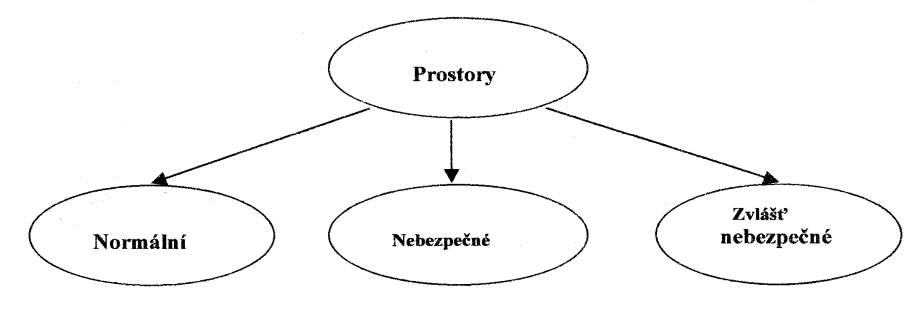 Prostory
Normální
Nebezpečné
Zvlášť
nebezpečné